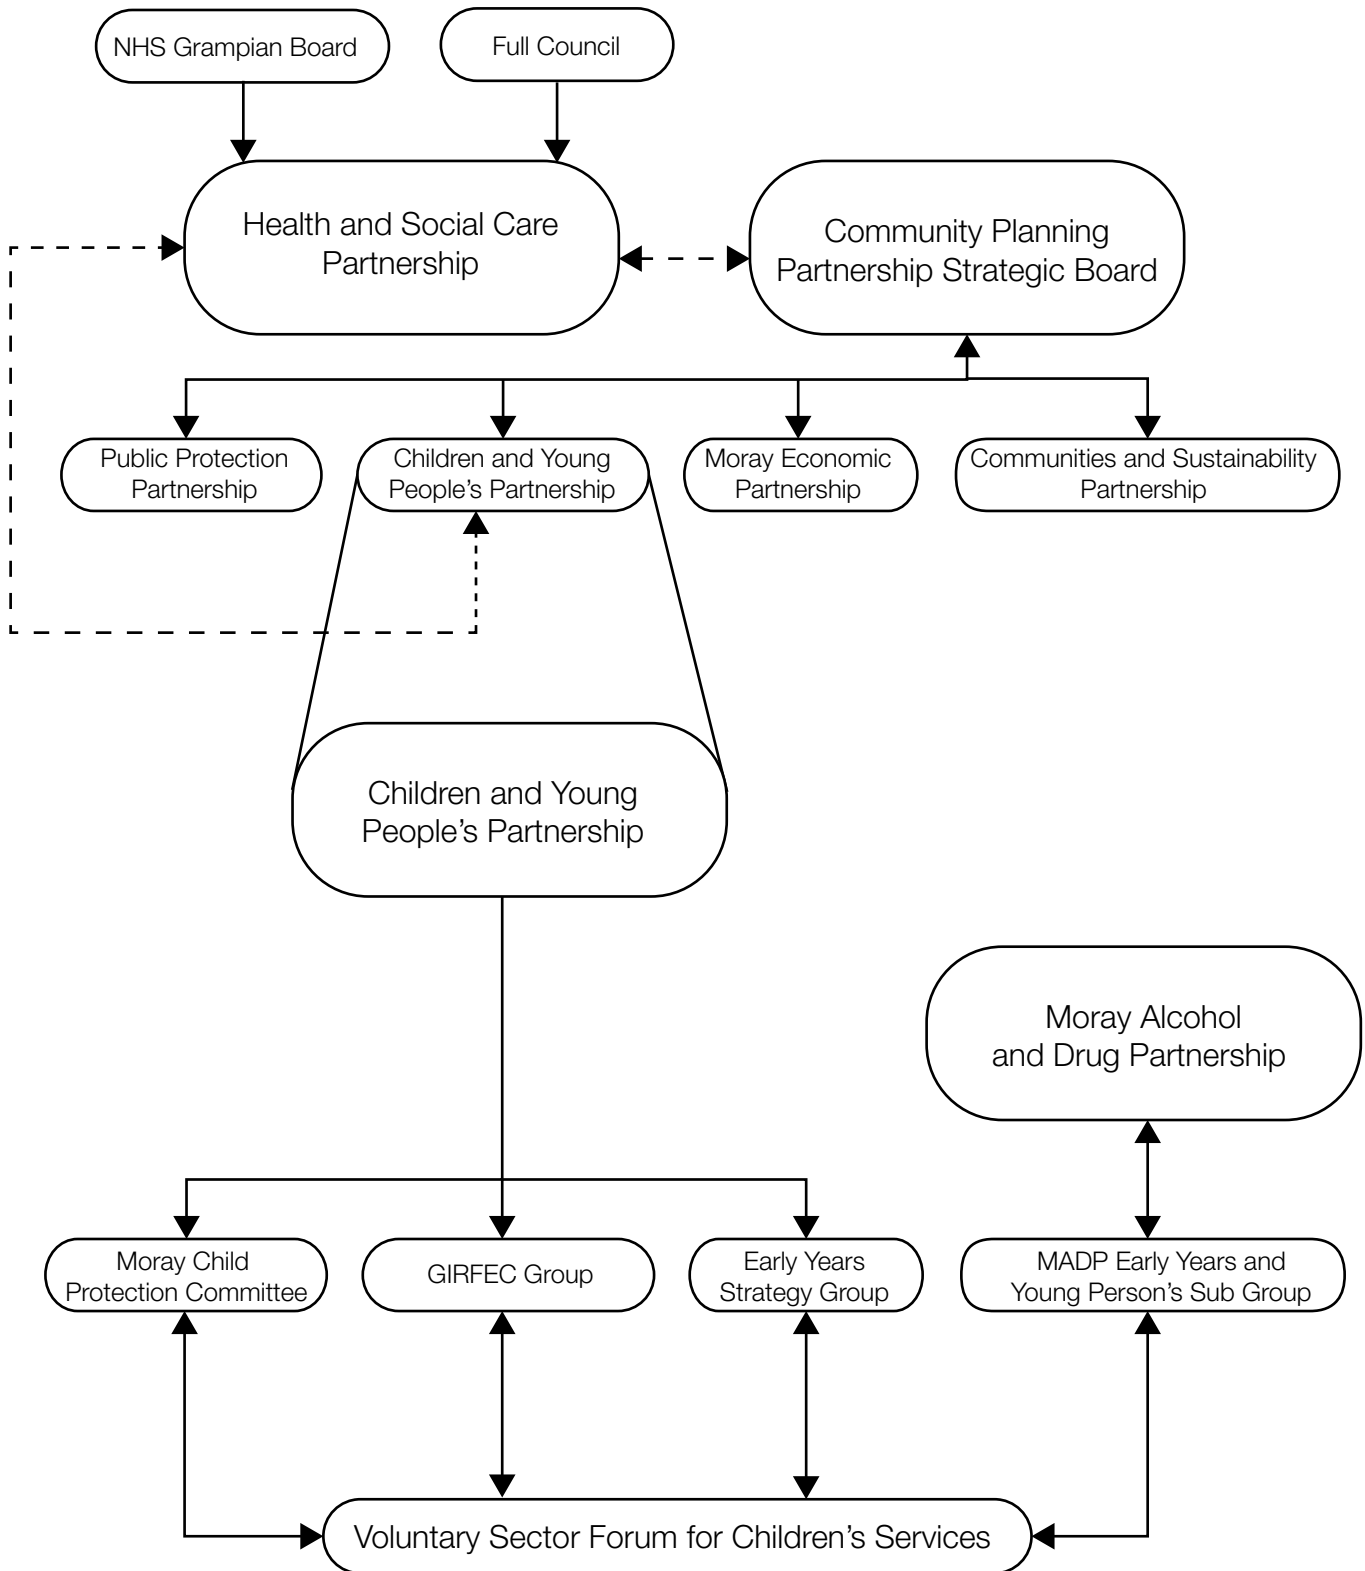 NHS Grampian Board
Full Council
Health and Social Care
Partnership
Community Planning
Partnership Strategic Board
Public Protection
Partnership
Children and Young
People’s Partnership
Moray Economic
Partnership
Communities and Sustainability
Partnership
Children and Young
People’s Partnership
Moray Alcohol
and Drug Partnership
Moray Child
Protection Committee
GIRFEC Group
Early Years
Strategy Group
MADP Early Years and
Young Person’s Sub Group
Voluntary Sector Forum for Children’s Services